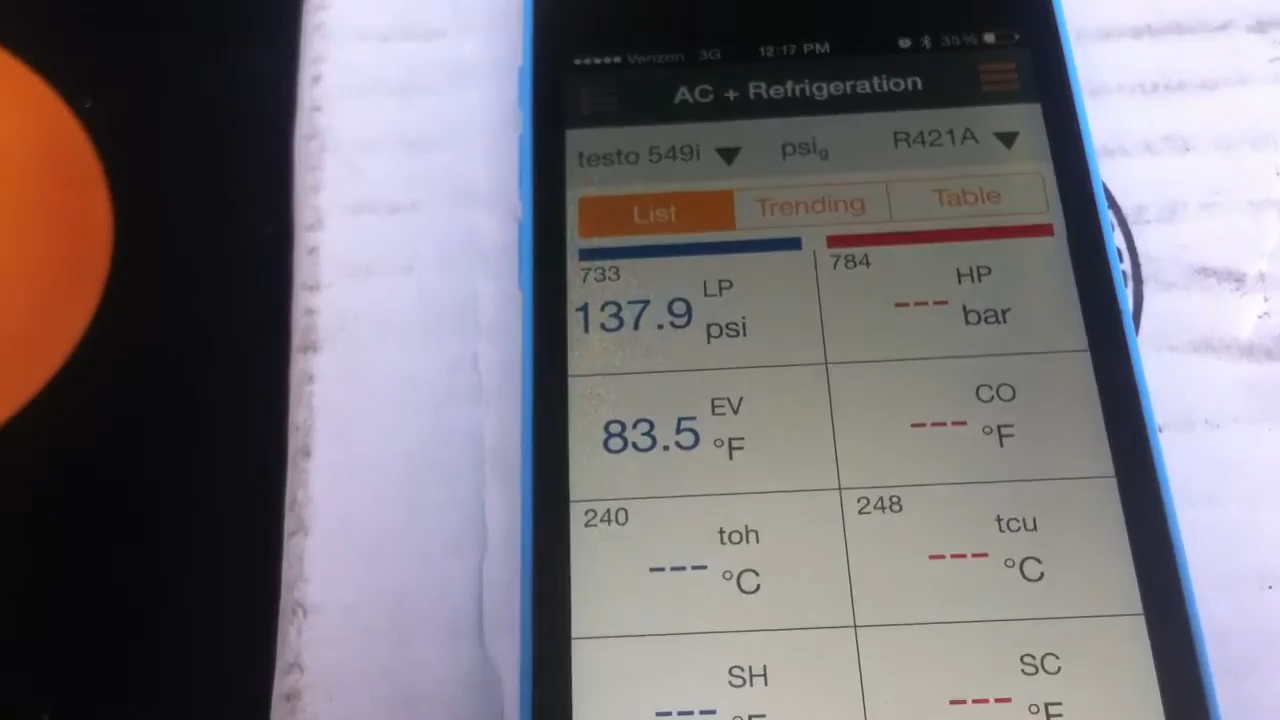 Verizon 3G 12:17 PM 35%
AC + Refrigeration
testo 549i psig R421A
List Trending Table
733 LP 137.9 psi
784 HP --- bar
EV 83.5 °F
CO --- °F
240 toh --- °C
248 tcu --- °C
SH --- °F
SC --- °F